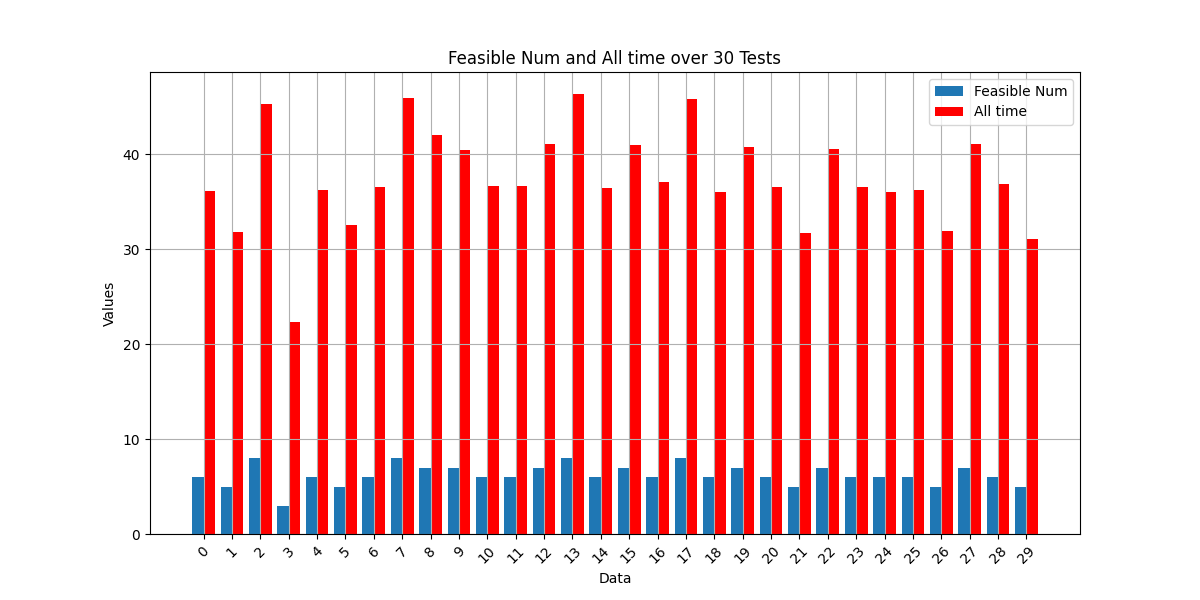 Feasible Num and All time over 30 Tests
Feasible Num
All time
Values
40
30
20
10
0
0 1 2 3 4 5 6 7 8 9 10 11 12 13 14 15 16 17 18 19 20 21 22 23 24 25 26 27 28 29
Data